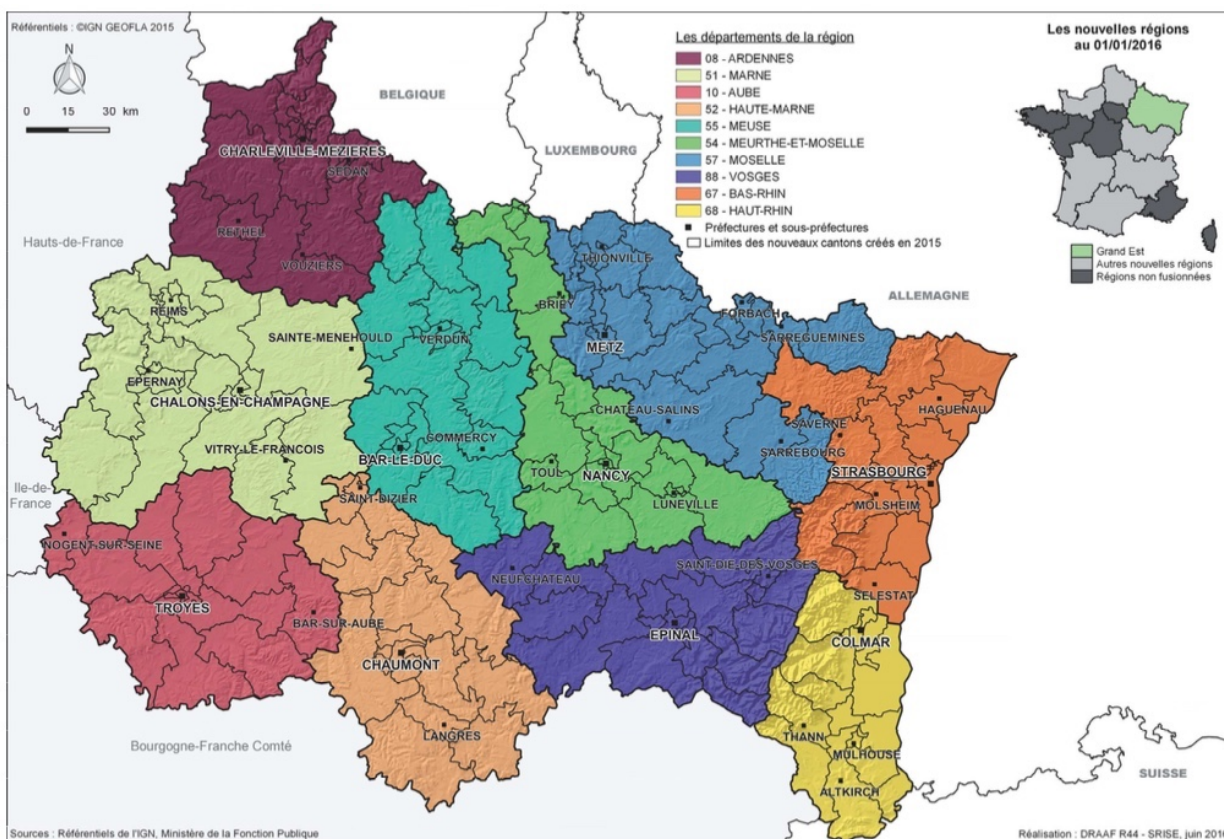 Référentiels : ©IGN GEOFLA 2015
N
0 15 30 km
Les départements de la région
08 - ARDENNES
51 - MARNE
10 - AUBE
52 - HAUTE-MARNE
55 - MEUSE
54 - MEURTHE-ET-MOSELLE
57 - MOSELLE
88 - VOSGES
67 - BAS-RHIN
68 - HAUT-RHIN
Préfectures et sous-préfectures
Limites des nouveaux cantons créés en 2015
Les nouvelles régions
au 01/01/2016
Grand Est
Autres nouvelles régions
Régions non fusionnées
BELGIQUE
LUXEMBOURG
ALLEMAGNE
SUISSE
Hauts-de-France
Ile-de-
France
Bourgogne-Franche Comté
CHARLEVILLE-MEZIERES
SEDAN
RETHEL
VOUZIERS
REIMS
SAINTE-MENEHOULD
EPERNAY
CHALONS-EN-CHAMPAGNE
VITRY-LE-FRANCOIS
VERDUN
COMMERCY
BAR-LE-DUC
BRIEY
THIONVILLE
METZ
FORBACH
SARREGUEMINES
CHATEAU-SALINS
SARREBOURG
TOUL
NANCY
LUNEVILLE
HAGUENAU
SAVERNE
STRASBOURG
MOLSHEIM
SELESTAT
SAINT-DIZIER
NOGENT-SUR-SEINE
TROYES
BAR-SUR-AUBE
CHAUMONT
LANGRES
NEUFCHATEAU
SAINT-DIE-DES-VOSGES
EPINAL
COLMAR
THANN
MULHOUSE
ALTKIRCH
Sources : Référentiels de l'IGN, Ministère de la Fonction Publique
Réalisation : DRAAF R44 - SRISE, juin 2016